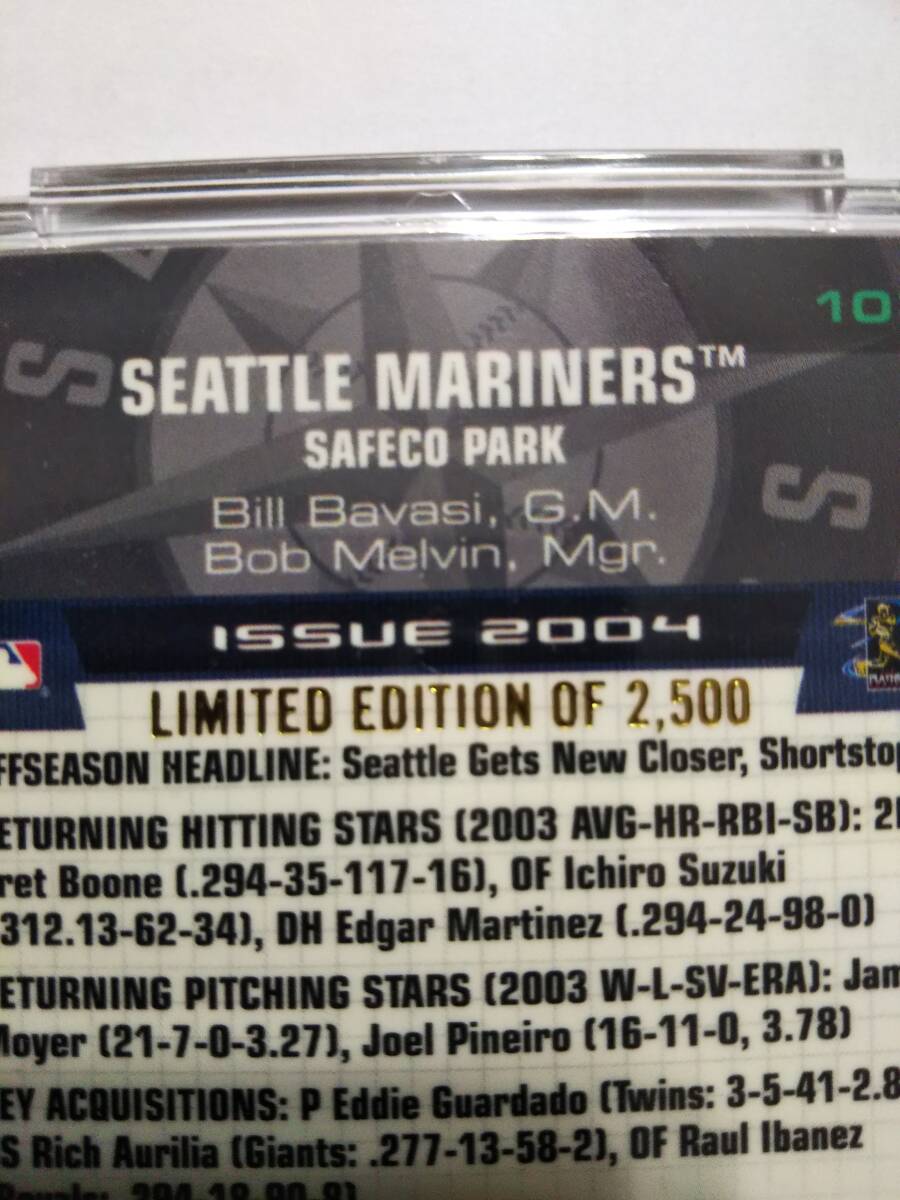 10
SEATTLE MARINERS™
SAFECO PARK
Bill Bavasi, G.M.
Bob Melvin, Mgr.
S
S
ISSUE 2004
LIMITED EDITION OF 2,500
FFSEASON HEADLINE: Seattle Gets New Closer, Shortstop
ETURNING HITTING STARS (2003 AVG-HR-RBI-SB): 2
ret Boone (.294-35-117-16), OF Ichiro Suzuki
312.13-62-34), DH Edgar Martinez (.294-24-98-0)
ETURNING PITCHING STARS (2003 W-L-SV-ERA): Jam
Moyer (21-7-0-3.27), Joel Pineiro (16-11-0, 3.78)
EY ACQUISITIONS: P Eddie Guardado (Twins: 3-5-41-2.8
S Rich Aurilia (Giants: .277-13-58-2), OF Raul Ibanez